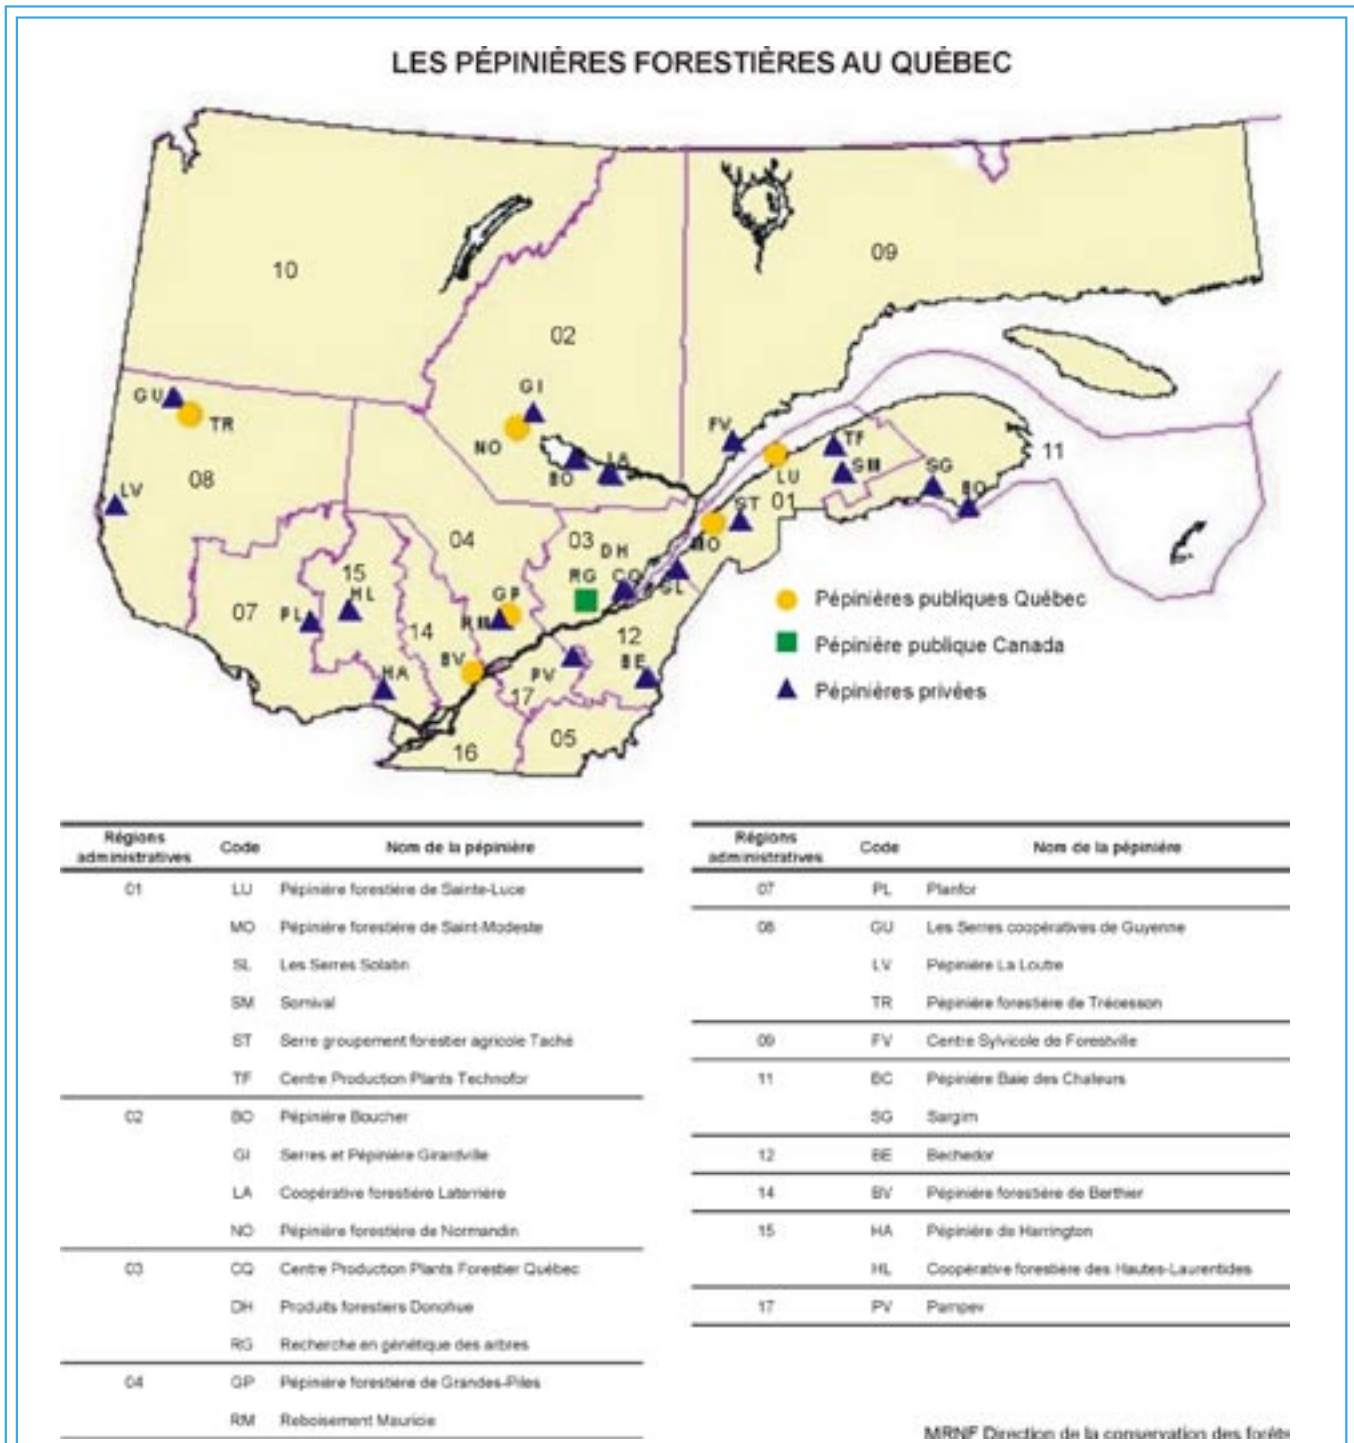 LES PÉPINIÈRES FORESTIÈRES AU QUÉBEC
10
09
02
GI
GU
TR
NO
FV
TF
11
LV
08
BO
LA
LU
SM
SG
BC
ST
01
04
03
DH
MO
15
HL
RG
CQ
SL
GP
07
PL
RM
14
12
BV
PV
BE
HA
17
16
05
Pépinières publiques Québec
Pépinière publique Canada
Pépinières privées
Régions administratives Code Nom de la pépinière
01 LU Pépinière forestière de Sainte-Luce
MO Pépinière forestière de Saint-Modeste
SL Les Serres Solabri
SM Somival
ST Serre groupement forestier agricole Taché
TF Centre Production Plants Technofor
02 BO Pépinière Boucher
GI Serres et Pépinière Girardville
LA Coopérative forestière Laterrière
NO Pépinière forestière de Normandin
03 CQ Centre Production Plants Forestier Québec
DH Produits forestiers Donohue
RG Recherche en génétique des arbres
04 GP Pépinière forestière de Grandes-Piles
RM Reboisement Mauricie
Régions administratives Code Nom de la pépinière
07 PL Planfor
08 GU Les Serres coopératives de Guyenne
LV Pépinière La Loutre
TR Pépinière forestière de Trécesson
09 FV Centre Sylvicole de Forestville
11 BC Pépinière Baie des Chaleurs
SG Sargim
12 BE Bechedor
14 BV Pépinière forestière de Berthier
15 HA Pépinière de Harrington
HL Coopérative forestière des Hautes-Laurentides
17 PV Pampev
MRNF Direction de la conservation des forêts